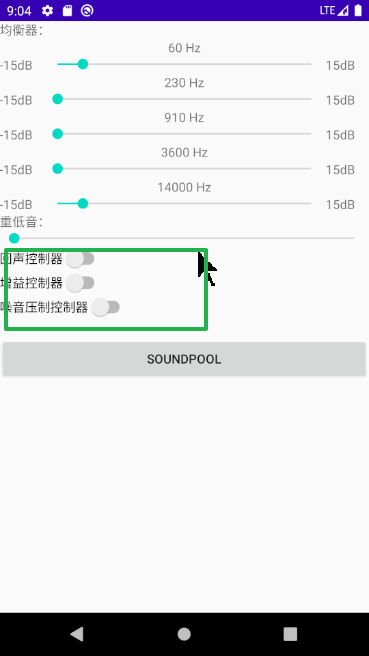 9:04 LTE
均衡器：
60 Hz
-15dB 15dB
230 Hz
-15dB 15dB
910 Hz
-15dB 15dB
3600 Hz
-15dB 15dB
14000 Hz
-15dB 15dB
重低音：
回声控制器
增益控制器
噪音压制控制器
SOUNDPOOL